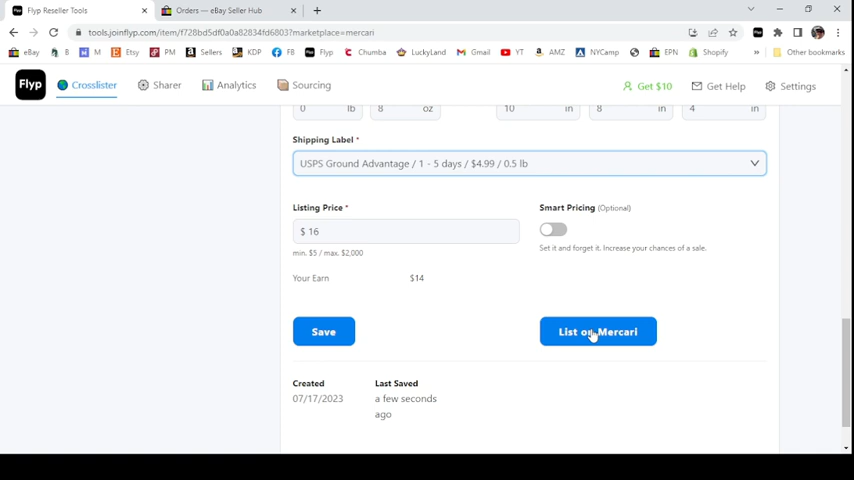 Flyp Reseller Tools
Orders — eBay Seller Hub
tools.joinflyp.com/item/f728bd5df0a0a82834fd6803?marketplace=mercari
eBay B M Etsy PM Sellers KDP FB Flyp Chumba LuckyLand Gmail YT AMZ NYCamp EPN Shopify » Other bookmarks
Flyp Crosslister Sharer Analytics Sourcing Get $10 Get Help Settings
0 lb 8 oz 10 in 8 in 4 in
Shipping Label *
USPS Ground Advantage / 1 - 5 days / $4.99 / 0.5 lb
Listing Price * Smart Pricing (Optional)
$ 16
min. $5 / max. $2,000 Set it and forget it. Increase your chances of a sale.
Your Earn $14
Save List on Mercari
Created Last Saved
07/17/2023 a few seconds
ago